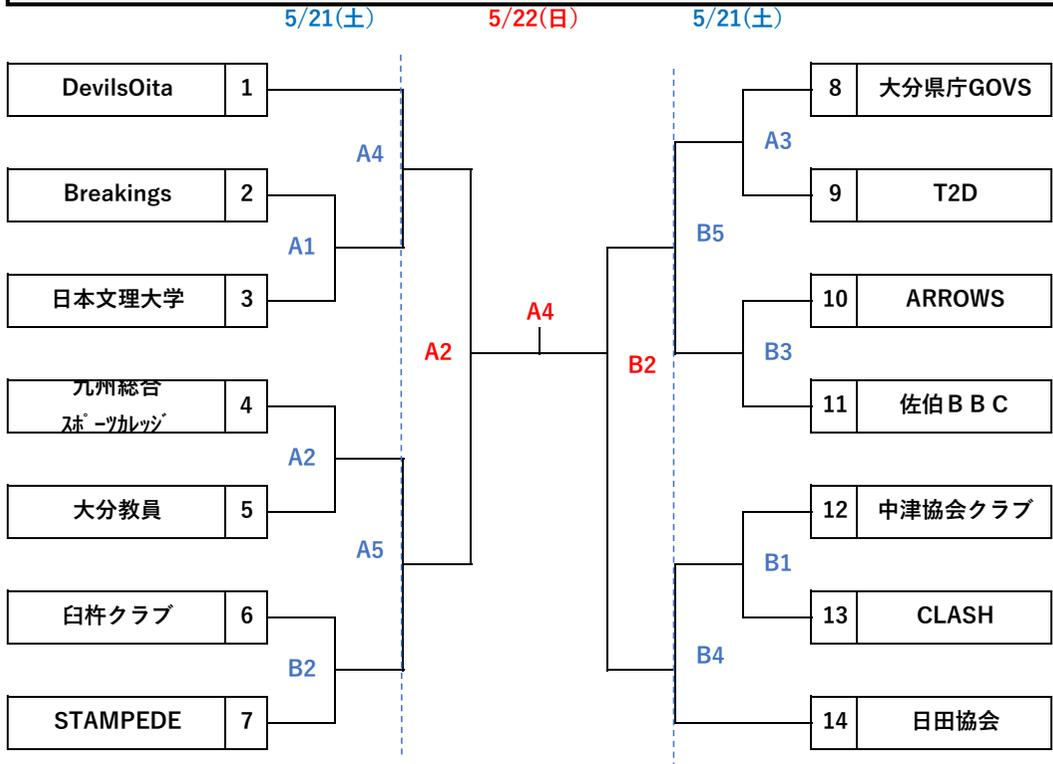 5/21(土) 5/22(日) 5/21(土)
DevilsOita 1
8 大分県庁GOVS
A4
A3
Breakings 2
9 T2D
A1
B5
日本文理大学 3
10 ARROWS
A4
A2
B2
B3
九州総合
スポーツカレッジ
4
11 佐伯ＢＢＣ
A2
大分教員 5
12 中津協会クラブ
A5
B1
臼杵クラブ 6
13 CLASH
B2
B4
STAMPEDE 7
14 日田協会